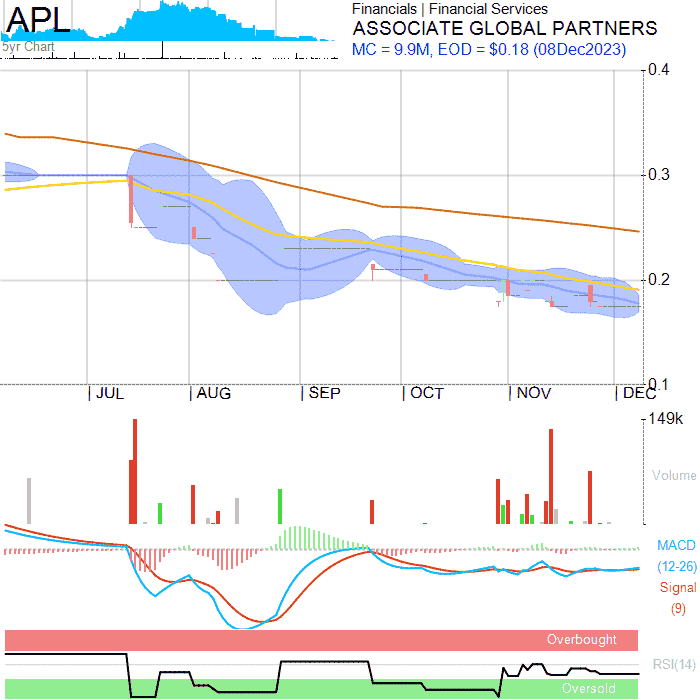 APL
5yr Chart
Financials | Financial Services
ASSOCIATE GLOBAL PARTNERS
MC = 9.9M, EOD = $0.18 (08Dec2023)
0.4
0.3
0.2
0.1
JUL AUG SEP OCT NOV DEC
149k
Volume
MACD
(12-26)
Signal
(9)
Overbought
RSI(14)
Oversold